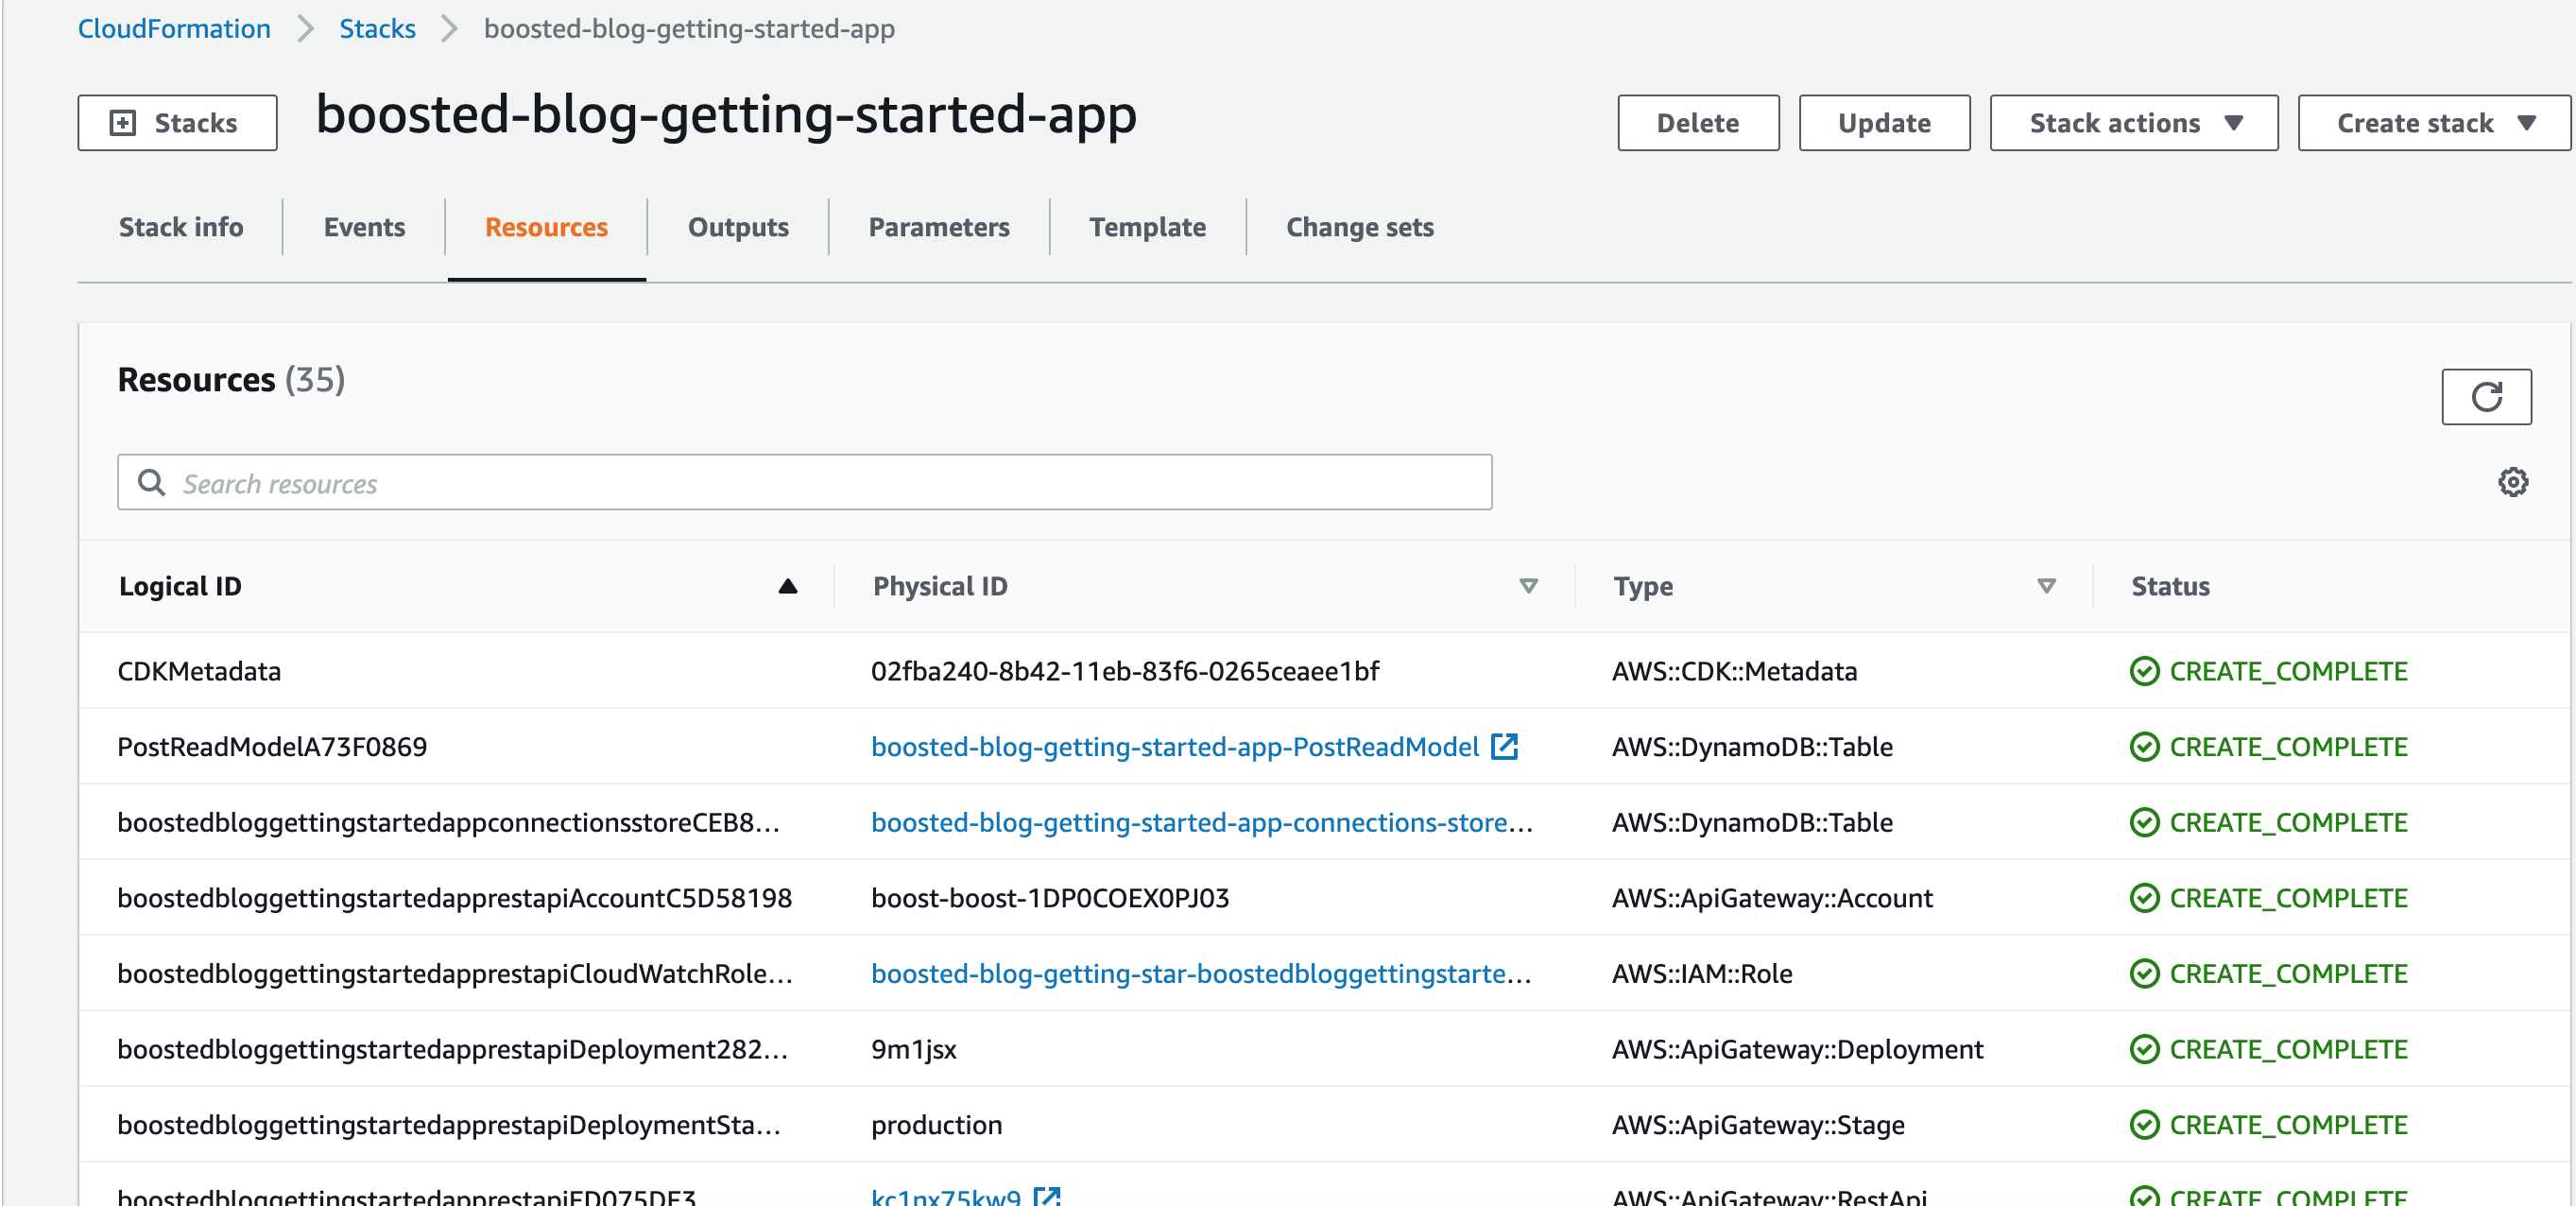 CloudFormation > Stacks > boosted-blog-getting-started-app
Stacks boosted-blog-getting-started-app Delete Update Stack actions Create stack
Stack info Events Resources Outputs Parameters Template Change sets
Resources (35)
Search resources
Logical ID Physical ID Type Status
CDKMetadata 02fba240-8b42-11eb-83f6-0265ceaee1bf AWS::CDK::Metadata CREATE_COMPLETE
PostReadModelA73F0869 boosted-blog-getting-started-app-PostReadModel AWS::DynamoDB::Table CREATE_COMPLETE
boostedbloggettingstartedappconnectionsstoreCEB8... boosted-blog-getting-started-app-connections-store... AWS::DynamoDB::Table CREATE_COMPLETE
boostedbloggettingstartedapprestapiAccountC5D58198 boost-boost-1DP0COEX0PJ03 AWS::ApiGateway::Account CREATE_COMPLETE
boostedbloggettingstartedapprestapiCloudWatchRole... boosted-blog-getting-star-boostedbloggettingstarte... AWS::IAM::Role CREATE_COMPLETE
boostedbloggettingstartedapprestapiDeployment282... 9m1jsx AWS::ApiGateway::Deployment CREATE_COMPLETE
boostedbloggettingstartedapprestapiDeploymentSta... production AWS::ApiGateway::Stage CREATE_COMPLETE
boostedbloggettingstartedapprestapiED075DE3 kc1nx75kw9 AWS::ApiGateway::RestApi CREATE_COMPLETE